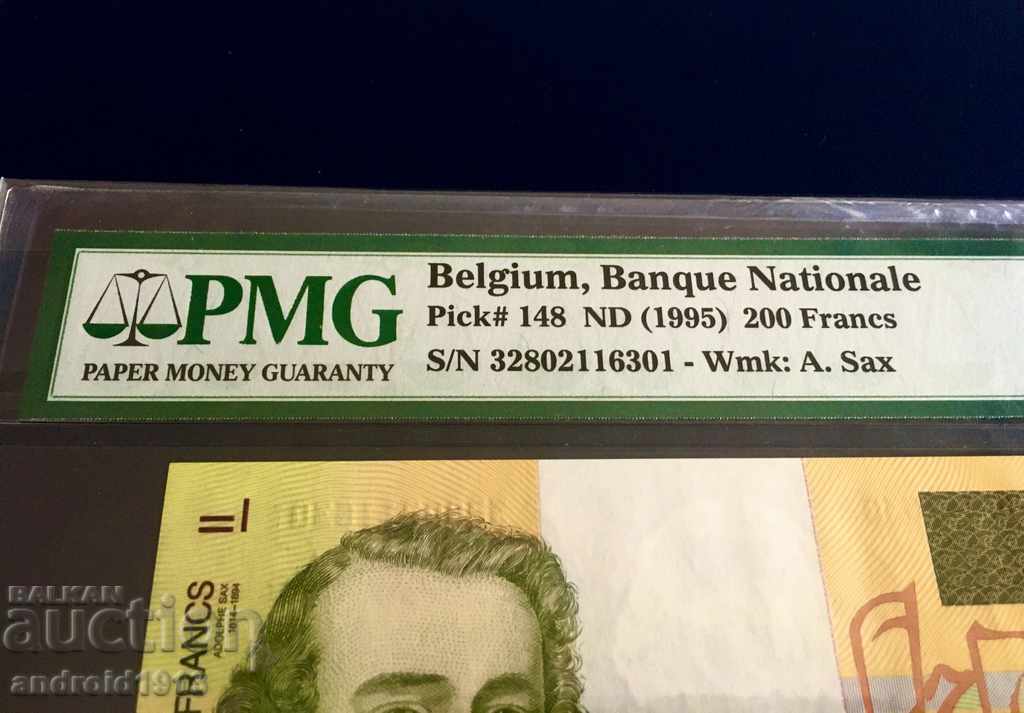 PMG
PAPER MONEY GUARANTY
Belgium, Banque Nationale
Pick# 148 ND (1995) 200 Francs
S/N 32802116301 - Wmk: A. Sax
FRANCS
ADOLPHE SAX
1814-1894
BALKAN
auction